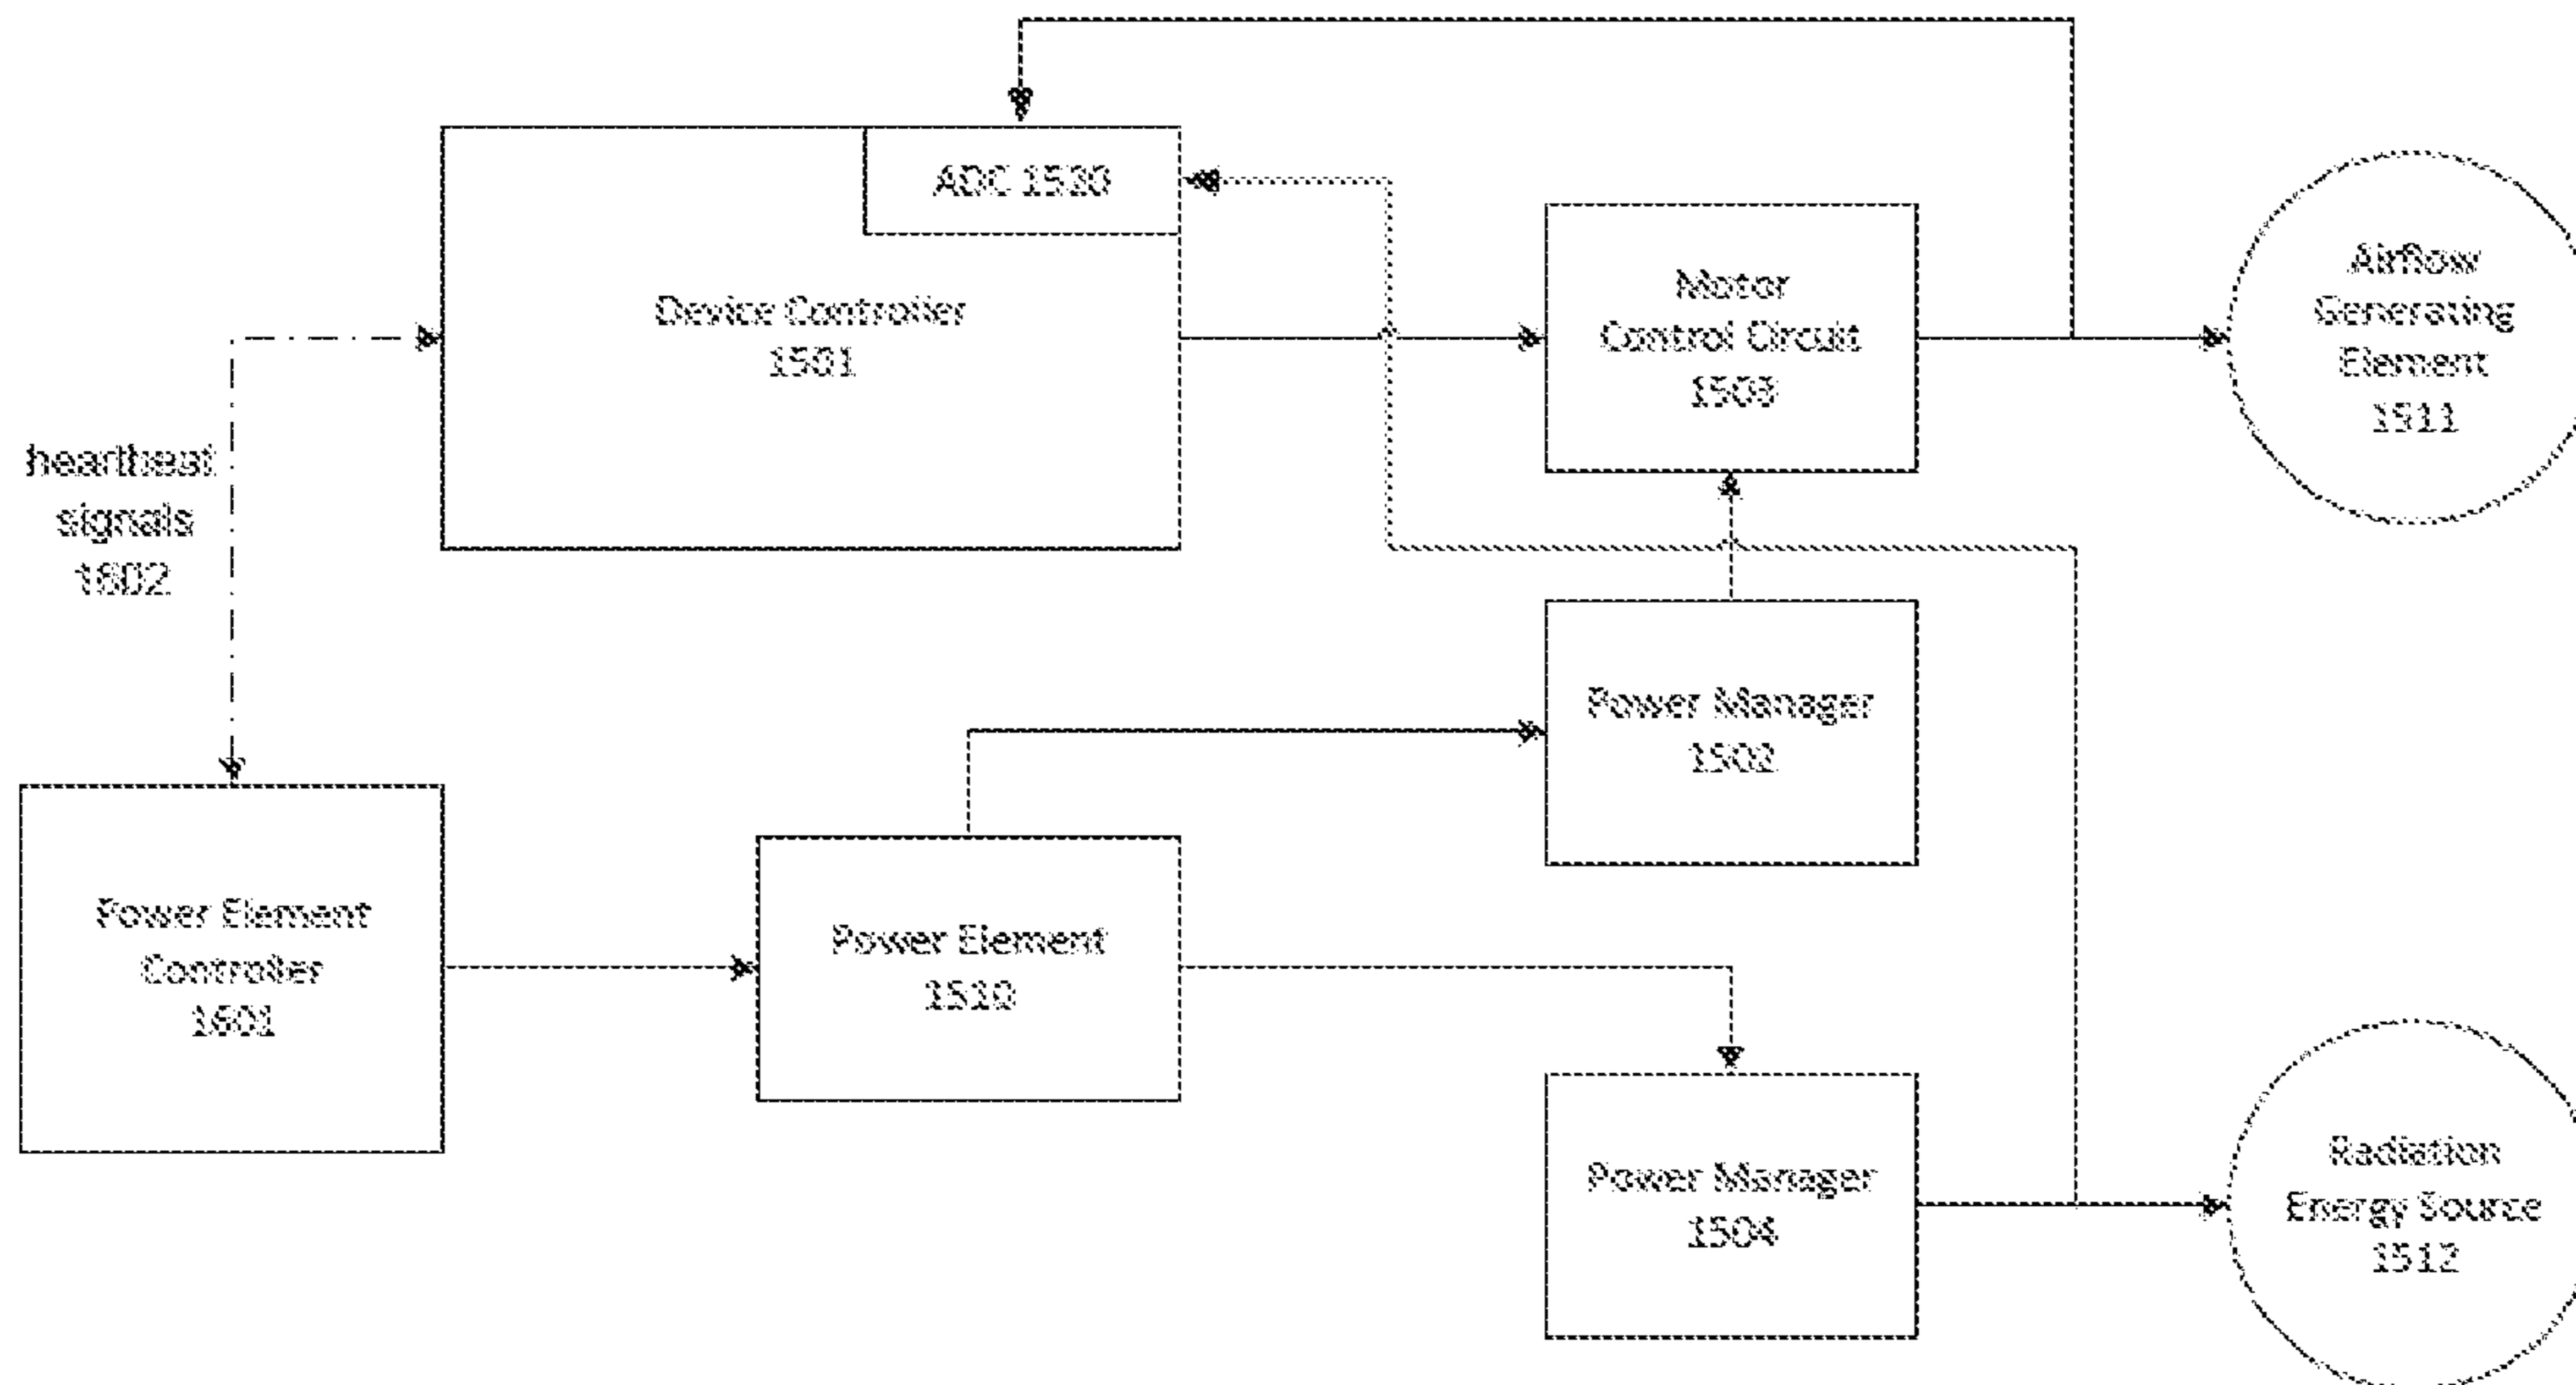 ADC 1520
Device Controller
1501
Motor
Control Circuit
1503
Airflow
Generating
Element
1511
heartbeat
signals
1602
Power Manager
1502
Power Element
Controller
1601
Power Element
1510
Power Manager
1504
Radiation
Energy Source
1512